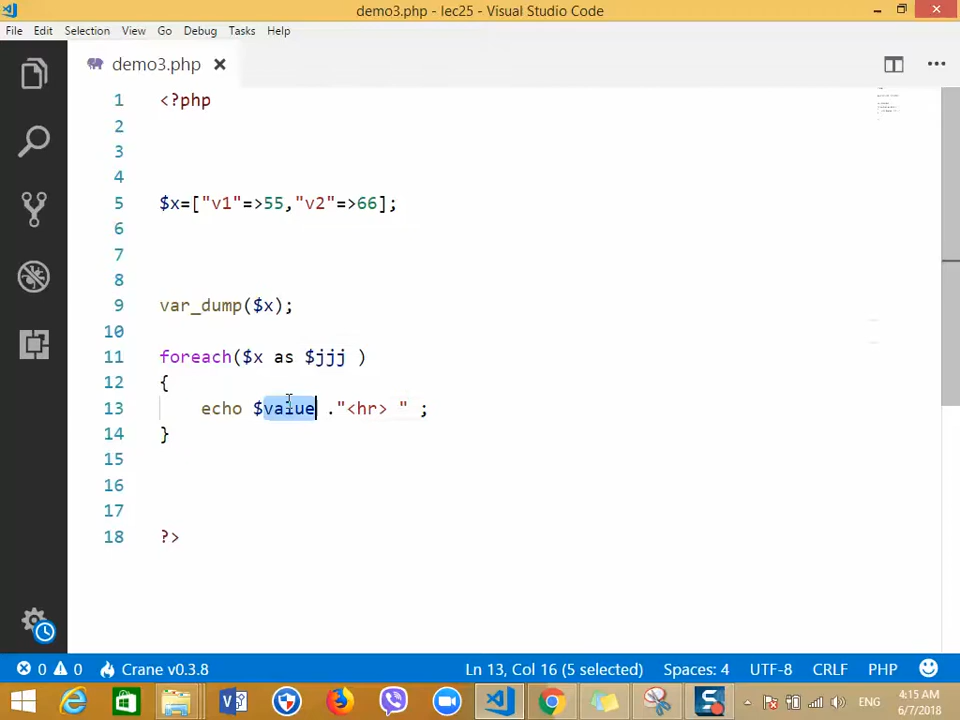 demo3.php - lec25 - Visual Studio Code
File Edit Selection View Go Debug Tasks Help
demo3.php
1 <?php
2
3
4
5 $x=["v1"=>55,"v2"=>66];
6
7
8
9 var_dump($x);
10
11 foreach($x as $jjj )
12 {
13 echo $value ."<hr> " ;
14 }
15
16
17
18 ?>
0 0 Crane v0.3.8 Ln 13, Col 16 (5 selected) Spaces: 4 UTF-8 CRLF PHP
ENG 4:15 AM
6/7/2018